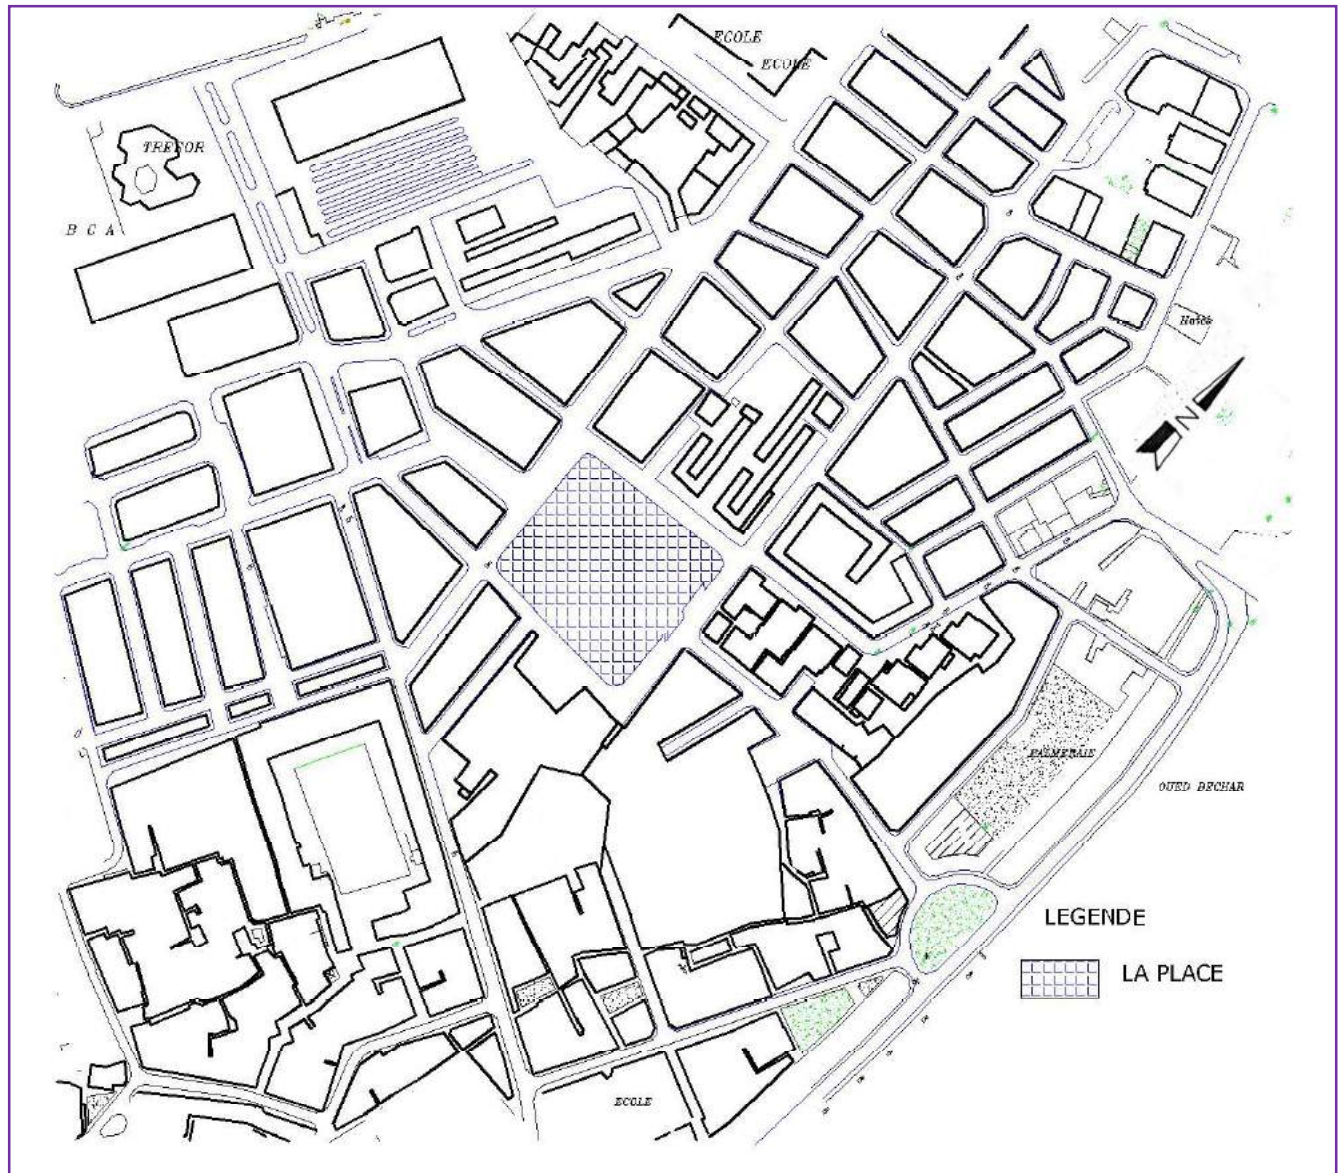 ECOLE
ECOLE
TREFOR
B C A
N
PALMERAIE
OUED BECHAR
LEGENDE
LA PLACE
ECOLE